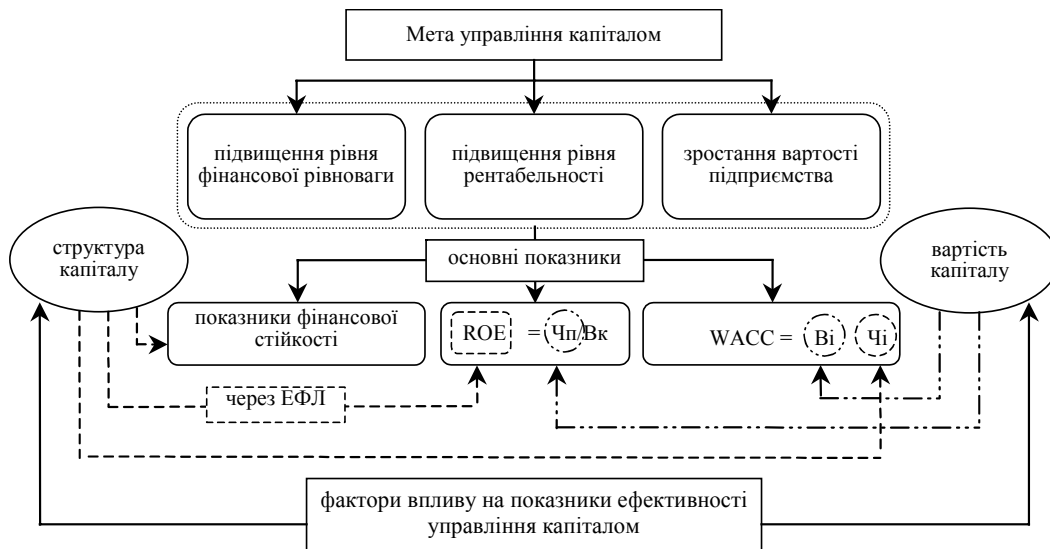 Мета управління капіталом
підвищення рівня
фінансової рівноваги
підвищення рівня
рентабельності
зростання вартості
підприємства
структура
капіталу
основні показники
вартість
капіталу
показники фінансової
стійкості
ROE = Чп/Вк
WACC = Ві Чі
через ЕФЛ
фактори впливу на показники ефективності
управління капіталом